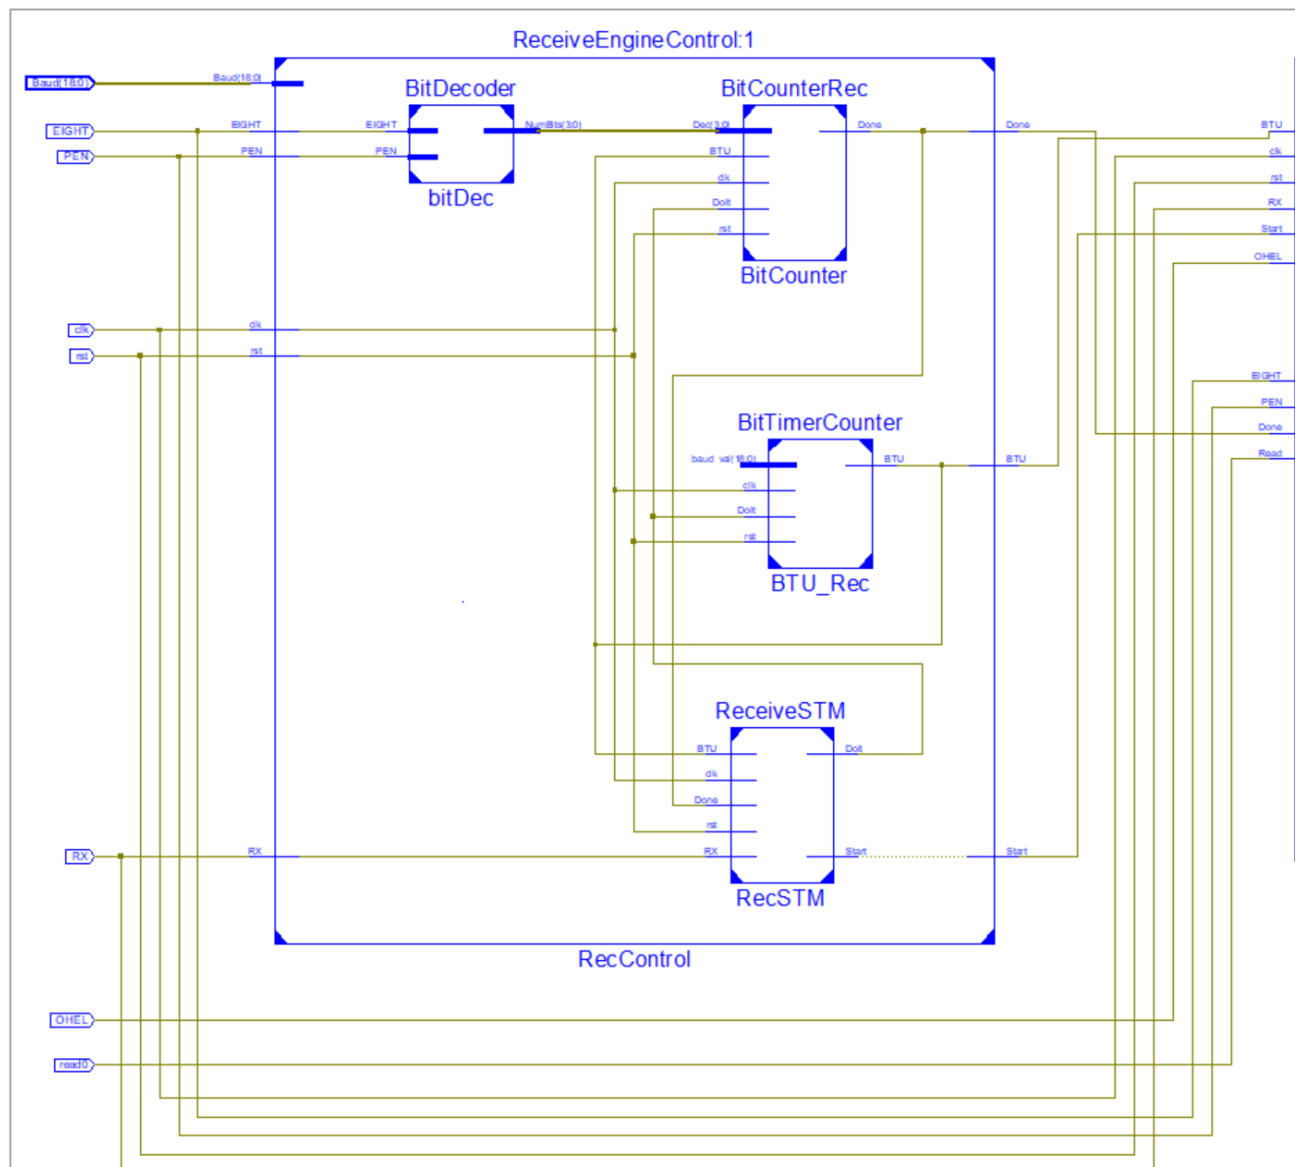 ReceiveEngineControl:1
Baud(18:0)
Baud(18:0)
BitDecoder
BitCounterRec
EIGHT
EIGHT
EIGHT
NumBits(3:0)
Dec(3:0)
Done
Done
BTU
PEN
PEN
PEN
BTU
clk
clk
rst
bitDec
DoIt
RX
rst
Start
BitCounter
OHEL
clk
clk
rst
rst
EIGHT
PEN
BitTimerCounter
Done
baud_val(18:0)
BTU
BTU
Read
clk
DoIt
rst
BTU_Rec
ReceiveSTM
BTU
DoIt
clk
Done
rst
RX
RX
RX
Start
Start
RecSTM
RecControl
OHEL
read0